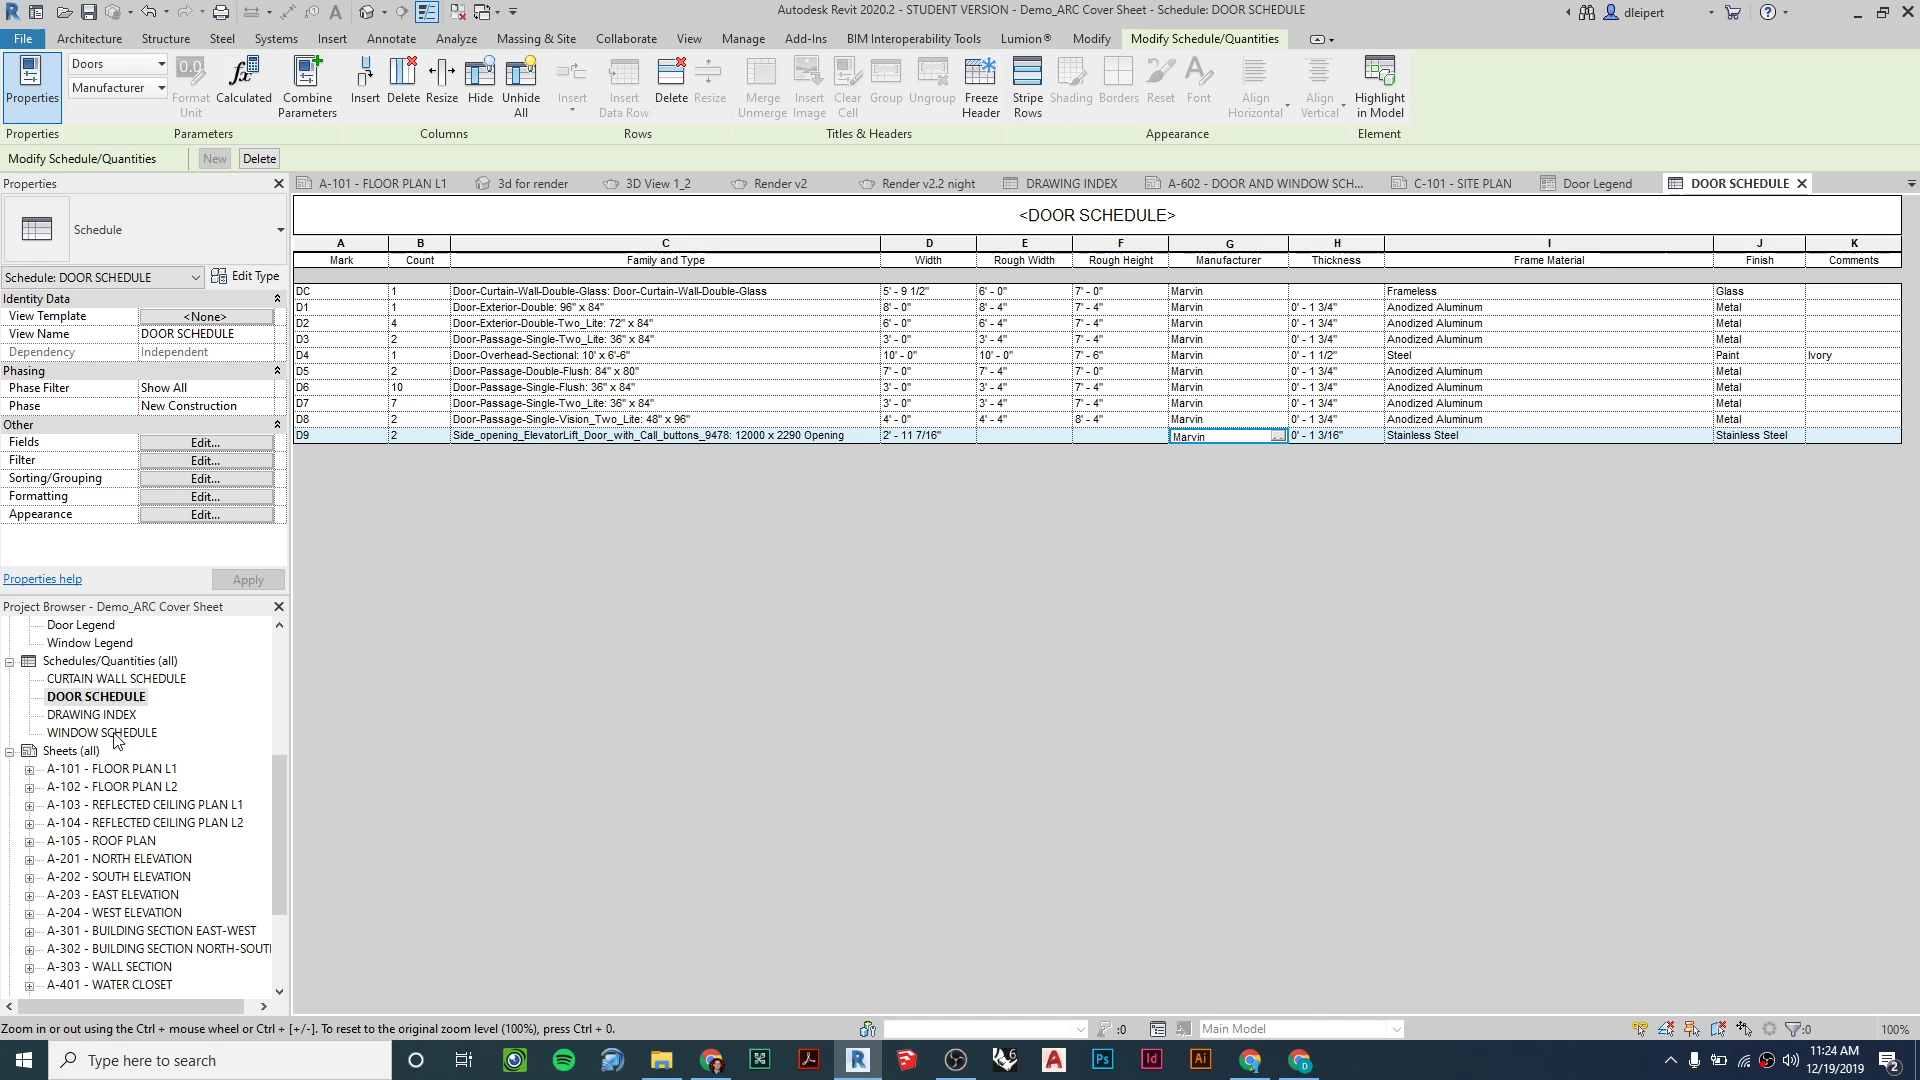 Autodesk Revit 2020.2 - STUDENT VERSION - Demo_ARC Cover Sheet - Schedule: DOOR SCHEDULE
dleipert
File Architecture Structure Steel Systems Insert Annotate Analyze Massing & Site Collaborate View Manage Add-Ins BIM Interoperability Tools Lumion® Modify Modify Schedule/Quantities
Doors
Manufacturer
Properties Format Unit Calculated Combine Parameters Insert Delete Resize Hide Unhide All Insert Insert Data Row Delete Resize Merge Unmerge Insert Image Clear Cell Group Ungroup Freeze Header Stripe Rows Shading Borders Reset Font Align Horizontal Align Vertical Highlight in Model
Properties Parameters Columns Rows Titles & Headers Appearance Element
Modify Schedule/Quantities New Delete
Properties
A-101 - FLOOR PLAN L1 3d for render 3D View 1_2 Render v2 Render v2.2 night DRAWING INDEX A-602 - DOOR AND WINDOW SCH... C-101 - SITE PLAN Door Legend DOOR SCHEDULE
Schedule
Schedule: DOOR SCHEDULE Edit Type
Identity Data
View Template <None>
View Name DOOR SCHEDULE
Dependency Independent
Phasing
Phase Filter Show All
Phase New Construction
Other
Fields Edit...
Filter Edit...
Sorting/Grouping Edit...
Formatting Edit...
Appearance Edit...
Properties help Apply
<DOOR SCHEDULE>
A B C D E F G H I J K
Mark Count Family and Type Width Rough Width Rough Height Manufacturer Thickness Frame Material Finish Comments
DC 1 Door-Curtain-Wall-Double-Glass: Door-Curtain-Wall-Double-Glass 5' - 9 1/2" 6' - 0" 7' - 0" Marvin Frameless Glass
D1 1 Door-Exterior-Double: 96" x 84" 8' - 0" 8' - 4" 7' - 4" Marvin 0' - 1 3/4" Anodized Aluminum Metal
D2 4 Door-Exterior-Double-Two_Lite: 72" x 84" 6' - 0" 6' - 4" 7' - 4" Marvin 0' - 1 3/4" Anodized Aluminum Metal
D3 2 Door-Passage-Single-Two_Lite: 36" x 84" 3' - 0" 3' - 4" 7' - 4" Marvin 0' - 1 3/4" Anodized Aluminum Metal
D4 1 Door-Overhead-Sectional: 10' x 6'-6" 10' - 0" 10' - 0" 7' - 6" Marvin 0' - 1 1/2" Steel Paint Ivory
D5 2 Door-Passage-Double-Flush: 84" x 80" 7' - 0" 7' - 4" 7' - 0" Marvin 0' - 1 3/4" Anodized Aluminum Metal
D6 10 Door-Passage-Single-Flush: 36" x 84" 3' - 0" 3' - 4" 7' - 4" Marvin 0' - 1 3/4" Anodized Aluminum Metal
D7 7 Door-Passage-Single-Two_Lite: 36" x 84" 3' - 0" 3' - 4" 7' - 4" Marvin 0' - 1 3/4" Anodized Aluminum Metal
D8 2 Door-Passage-Single-Vision_Two_Lite: 48" x 96" 4' - 0" 4' - 4" 8' - 4" Marvin 0' - 1 3/4" Anodized Aluminum Metal
D9 2 Side_opening_ElevatorLift_Door_with_Call_buttons_9478: 12000 x 2290 Opening 2' - 11 7/16" Marvin ... 0' - 1 3/16" Stainless Steel Stainless Steel
Project Browser - Demo_ARC Cover Sheet
Door Legend
Window Legend
Schedules/Quantities (all)
CURTAIN WALL SCHEDULE
DOOR SCHEDULE
DRAWING INDEX
WINDOW SCHEDULE
Sheets (all)
A-101 - FLOOR PLAN L1
A-102 - FLOOR PLAN L2
A-103 - REFLECTED CEILING PLAN L1
A-104 - REFLECTED CEILING PLAN L2
A-105 - ROOF PLAN
A-201 - NORTH ELEVATION
A-202 - SOUTH ELEVATION
A-203 - EAST ELEVATION
A-204 - WEST ELEVATION
A-301 - BUILDING SECTION EAST-WEST
A-302 - BUILDING SECTION NORTH-SOUTH
A-303 - WALL SECTION
A-401 - WATER CLOSET
Zoom in or out using the Ctrl + mouse wheel or Ctrl + [+/-]. To reset to the original zoom level (100%), press Ctrl + 0. :0 Main Model :0 100%
Type here to search
11:24 AM
12/19/2019
2